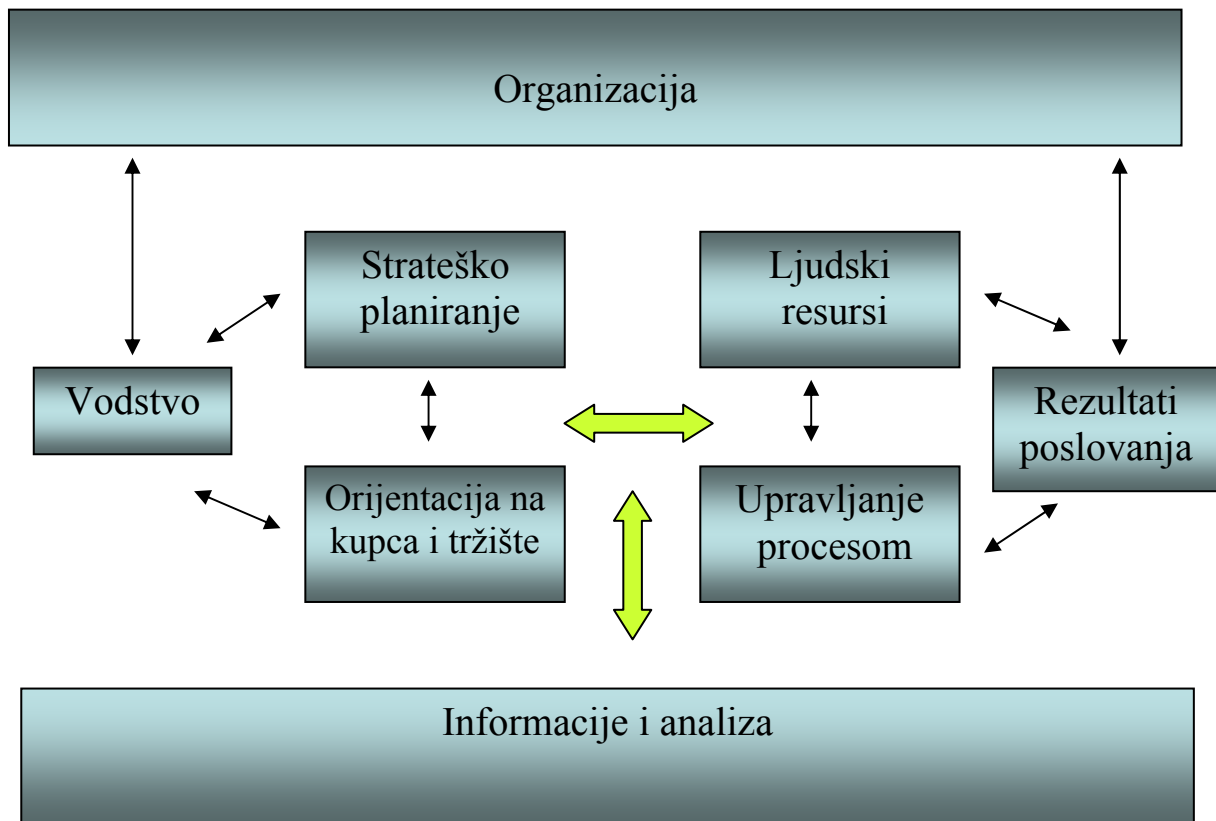 Organizacija
Strateško
planiranje
Ljudski
resursi
Vodstvo
Rezultati
poslovanja
Orijentacija na
kupca i tržište
Upravljanje
procesom
Informacije i analiza